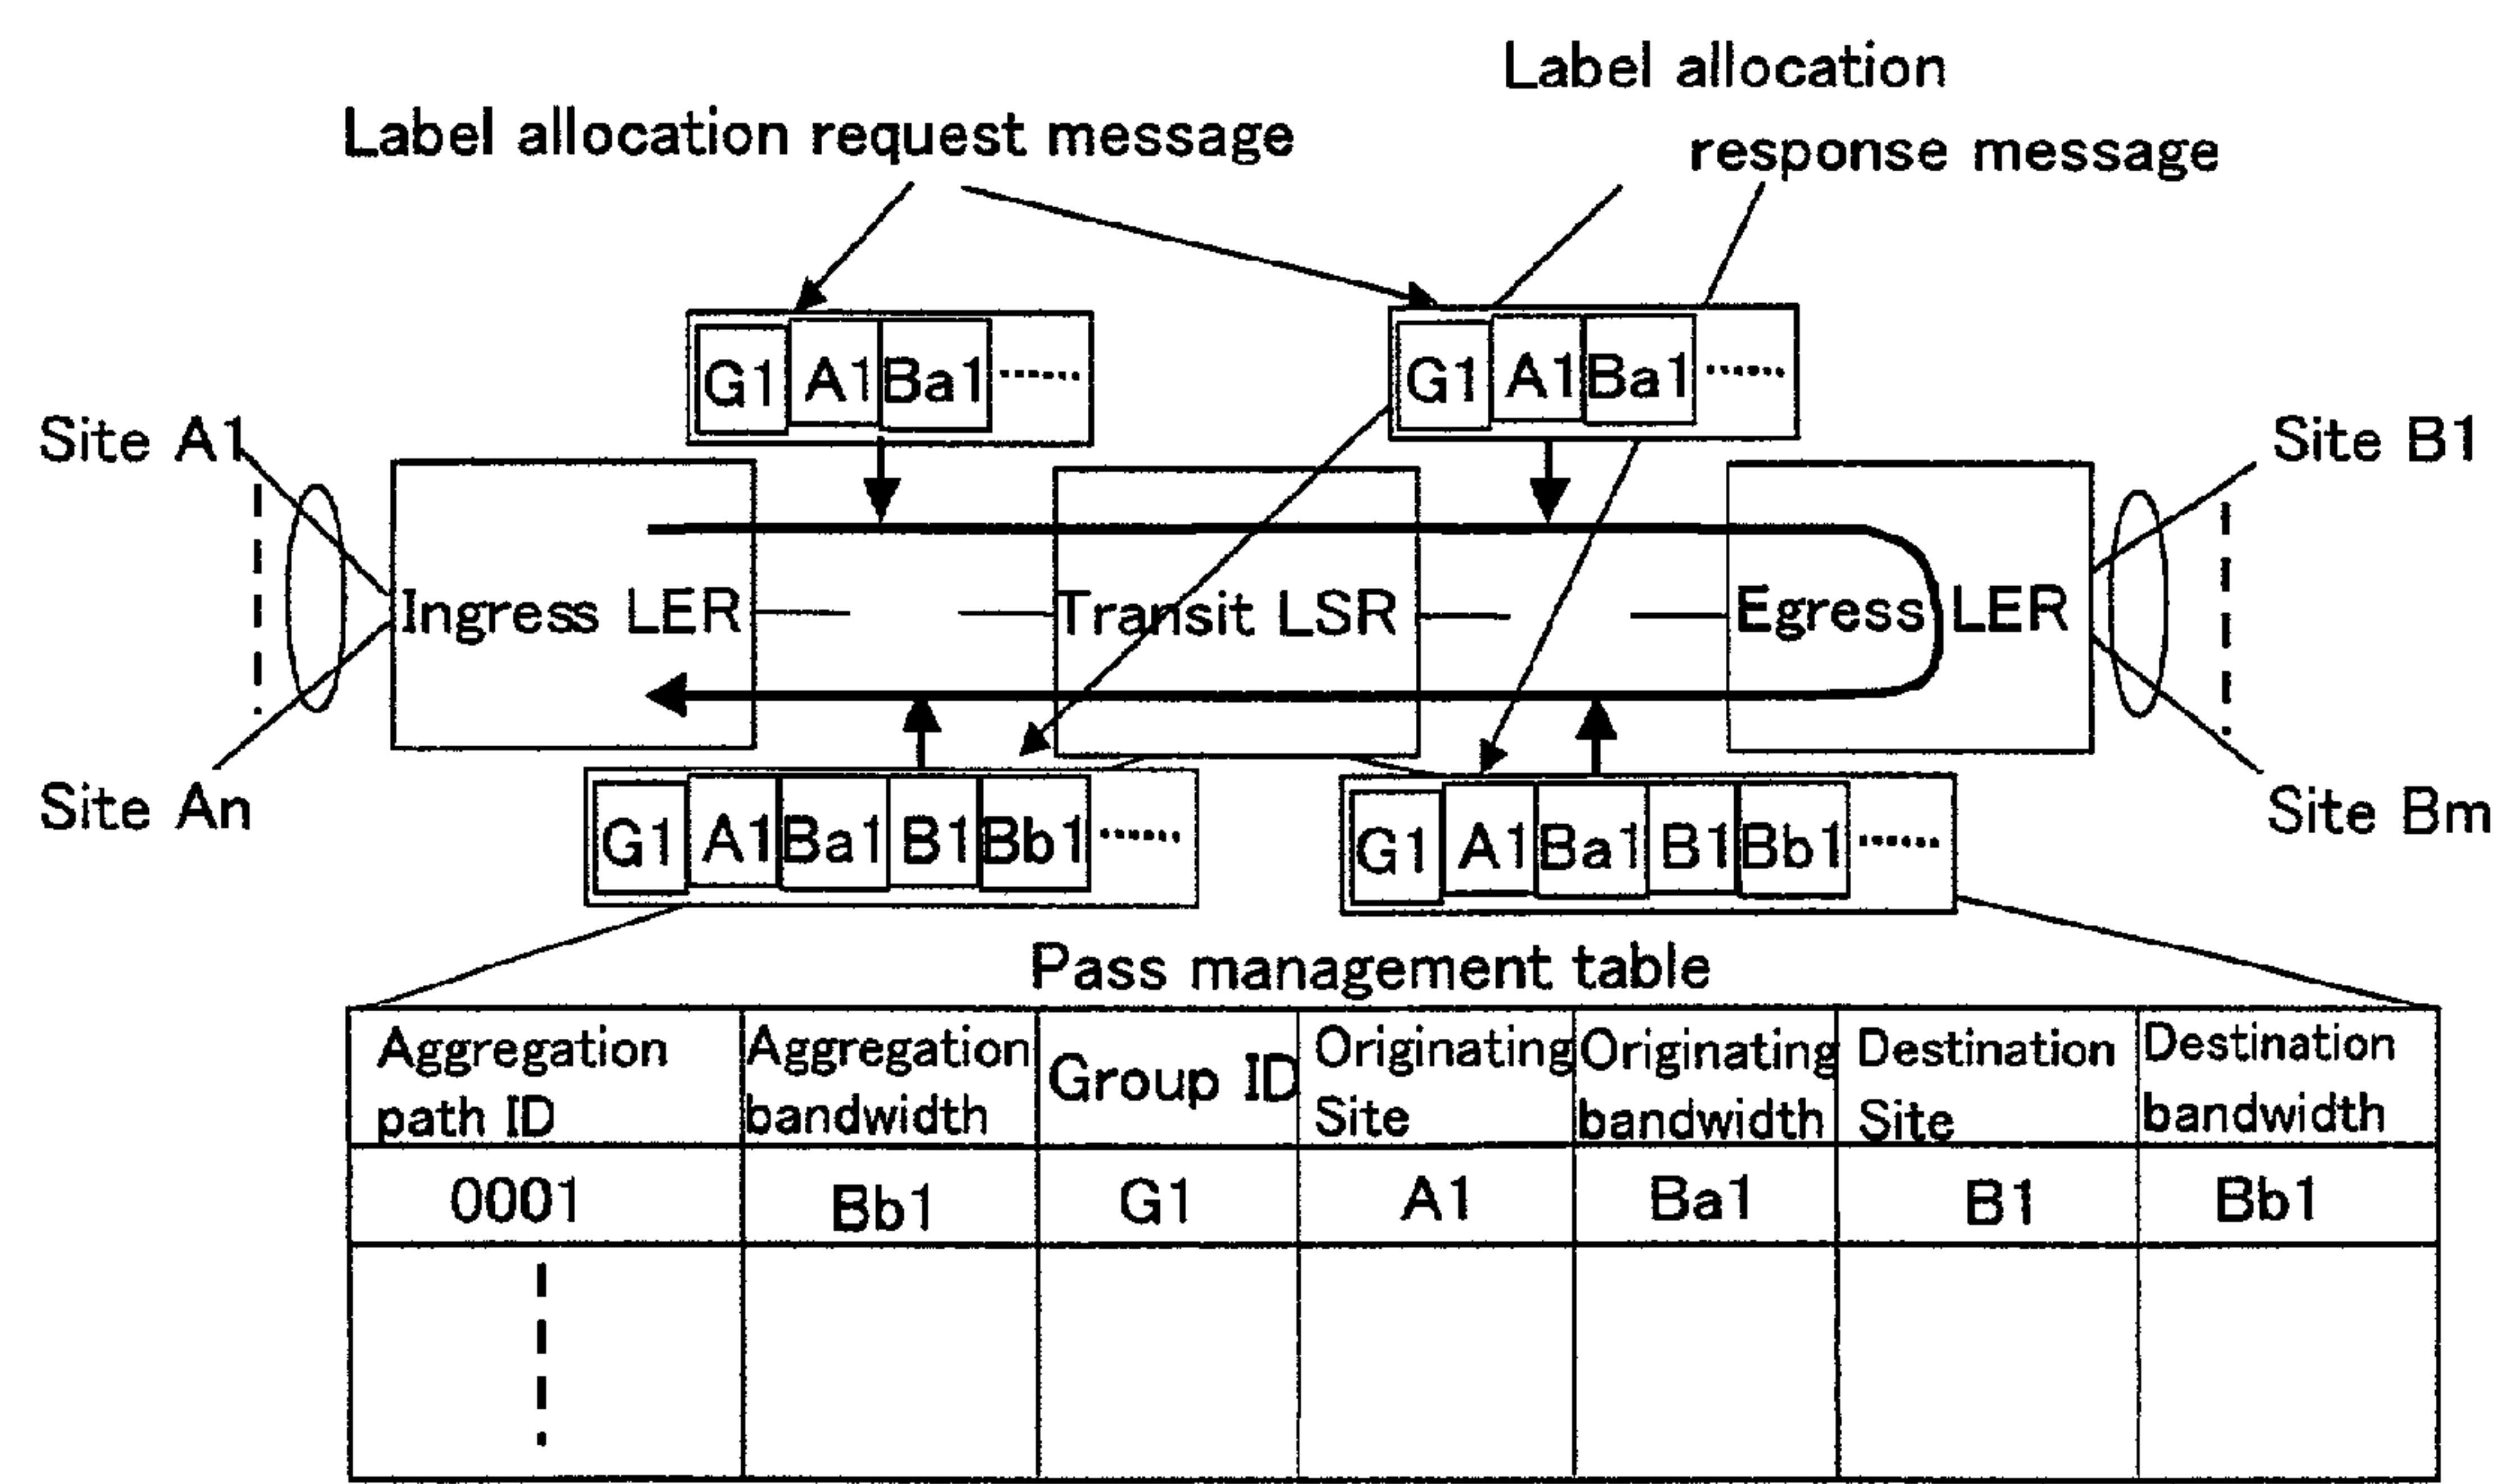 Label allocation
Label allocation request message
response message
G1 A1 Ba1 ······
G1 A1 Ba1 ······
Site A1
Site B1
Ingress LER
Transit LSR
Egress LER
Site An
Site Bm
G1 A1 Ba1 B1 Bb1 ······
G1 A1 Ba1 B1 Bb1 ······
Pass management table
Aggregation path ID
Aggregation bandwidth
Group ID
Originating Site
Originating bandwidth
Destination Site
Destination bandwidth
0001 Bb1 G1 A1 Ba1 B1 Bb1